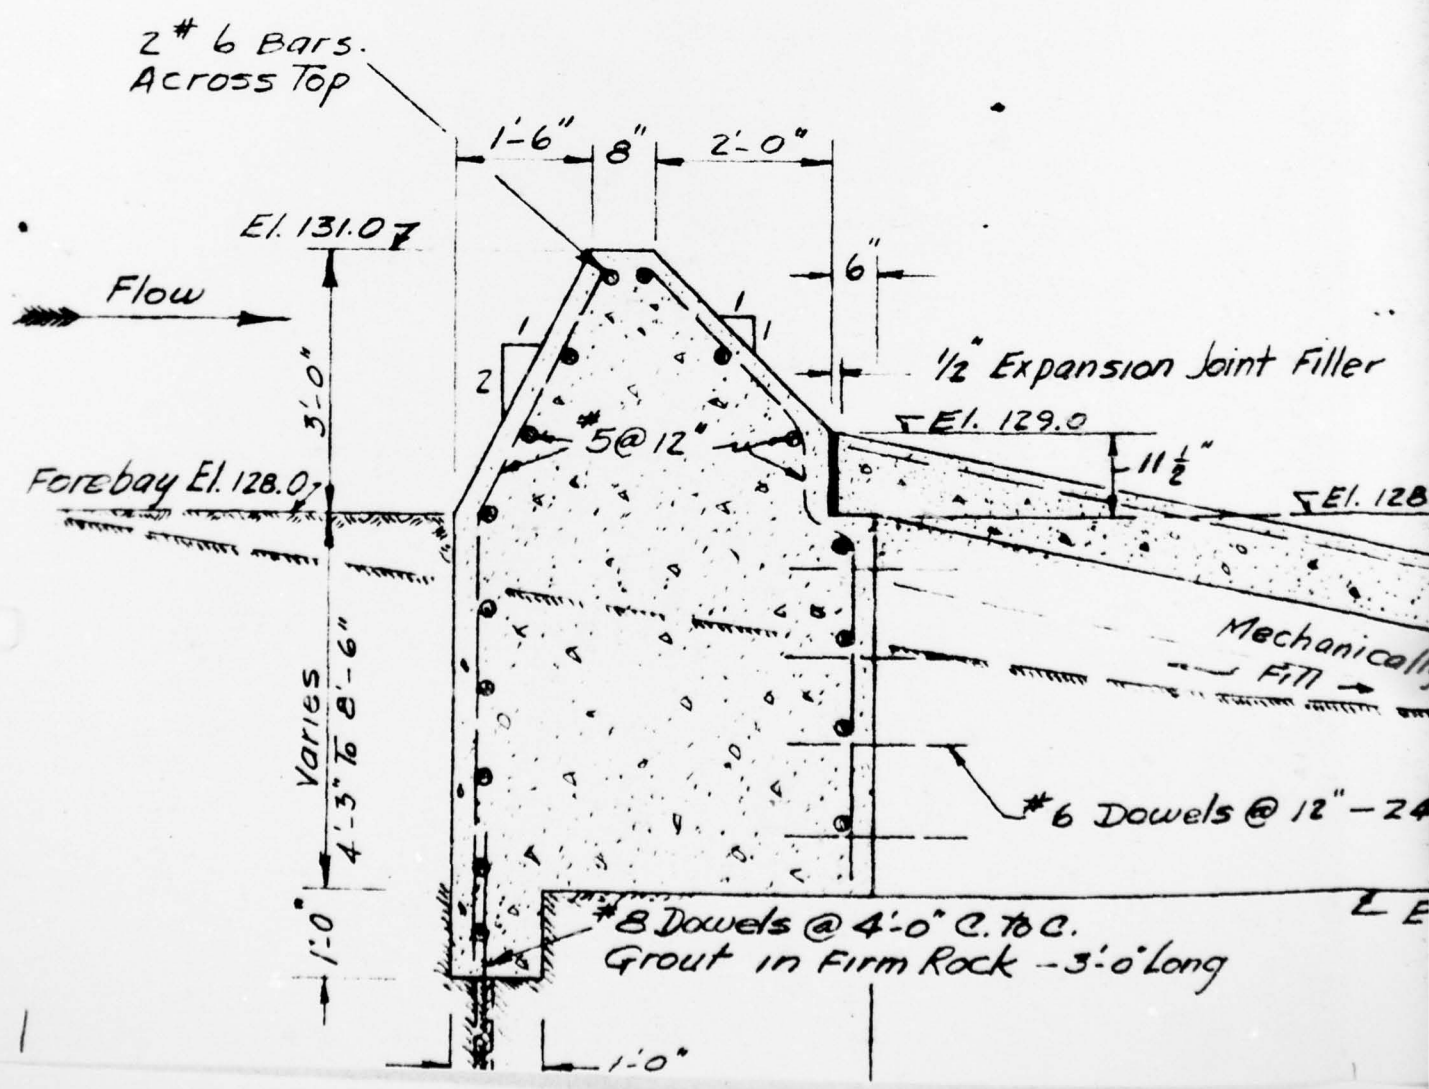 2 # 6 Bars.
Across Top
1'-6"
8"
2'-0"
El. 131.0
6"
Flow
1
2
1
1
3'-0"
1/2" Expansion Joint Filler
El. 129.0
11 1/2"
#5 @ 12"
Forebay El. 128.0
El. 128
Mechanically
Fill
Varies
4'-3" To 8'-6"
#6 Dowels @ 12" - 24
1'-0"
#8 Dowels @ 4'-0" C. To C.
Grout in Firm Rock - 3'-0" Long
1'-0"